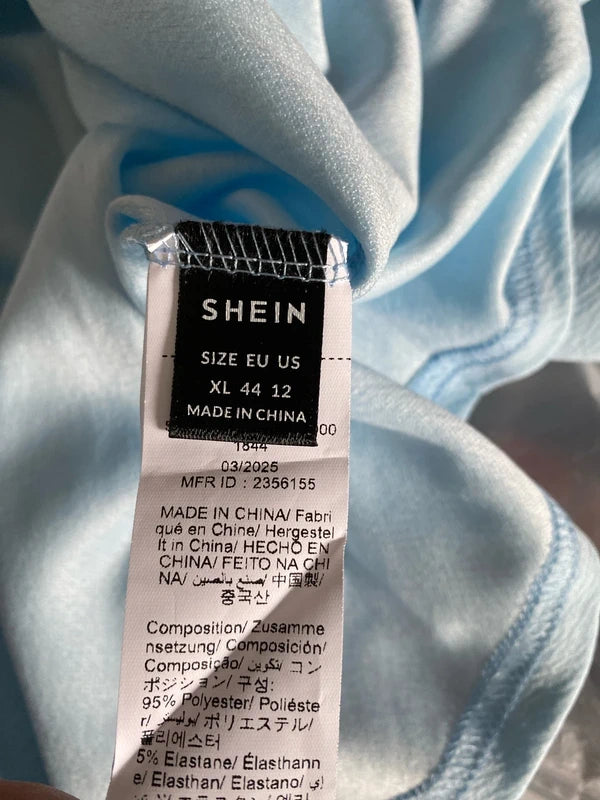 SHEIN
SIZE EU US
XL 44 12
MADE IN CHINA
1844
03/2025
MFR ID : 2356155
MADE IN CHINA/ Fabri
qué en Chine/ Hergestel
lt in China/ HECHO EN
CHINA/ FEITO NA CHI
NA/ صنع بالصين/ 中国製/
중국산
Composition/ Zusamme
nsetzung/ Composición/
Composição/ تكوين/ コン
ポジション/ 구성:
95% Polyester/ Poliéste
r/ بوليستر/ ポリエステル/
폴리에스터
5% Elastane/ Élasthann
e/ Elasthan/ Elastano/